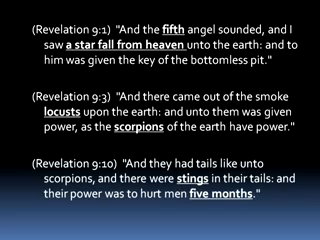 (Revelation 9:1)  "And the fifth angel sounded, and I
saw a star fall from heaven unto the earth: and to
him was given the key of the bottomless pit."
(Revelation 9:3)  "And there came out of the smoke
locusts upon the earth: and unto them was given
power, as the scorpions of the earth have power."
(Revelation 9:10)  "And they had tails like unto
scorpions, and there were stings in their tails: and
their power was to hurt men five months."